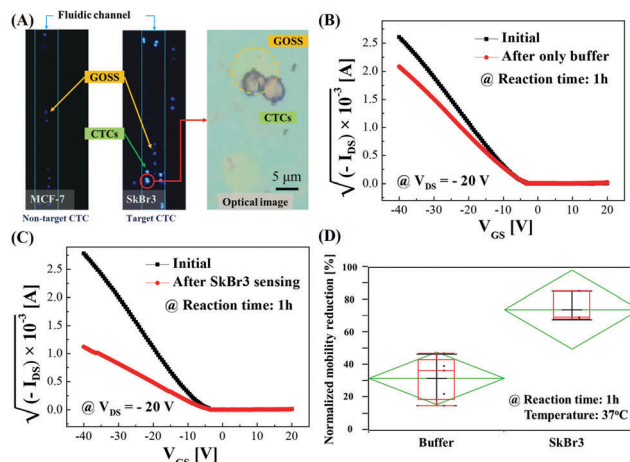 (A)
Fluidic channel
GOSS
CTCs
MCF-7
SkBr3
Non-target CTC
Target CTC
GOSS
CTCs
5 μm
Optical image
(B)
√(- I_DS) × 10⁻³ [A]
2.5
2.0
1.5
1.0
0.5
0.0
Initial
After only buffer
@ Reaction time: 1h
@ V_DS = - 20 V
-40 -30 -20 -10 0 10 20
V_GS [V]
(C)
√(- I_DS) × 10⁻³ [A]
3.0
2.5
2.0
1.5
1.0
0.5
0.0
Initial
After SkBr3 sensing
@ Reaction time: 1h
@ V_DS = - 20 V
-40 -30 -20 -10 0 10 20
V_GS [V]
(D)
Normalized mobility reduction [%]
100
80
60
40
20
0
@ Reaction time: 1h
Temperature: 37°C
Buffer SkBr3